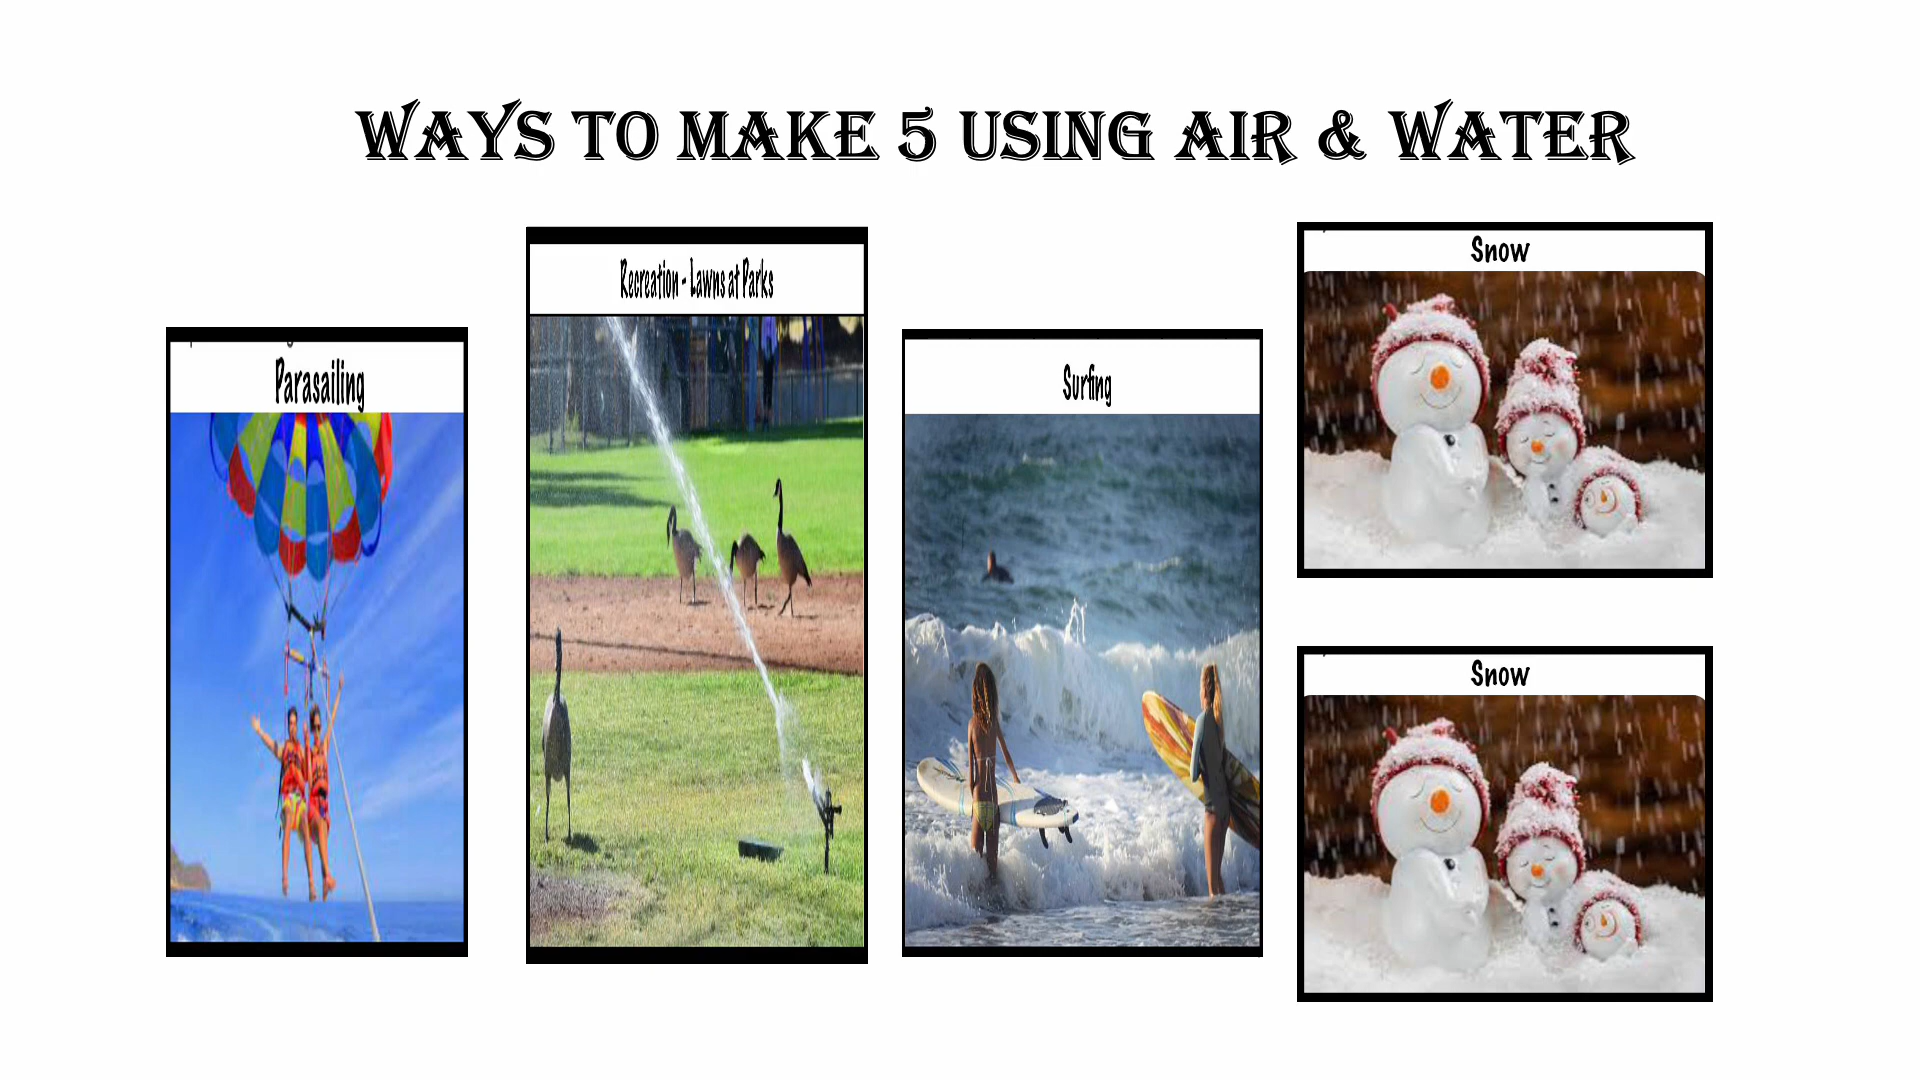 WAYS TO MAKE 5 USING AIR & WATER
Parasailing
Recreation - Lawns at Parks
Surfing
Snow
Snow